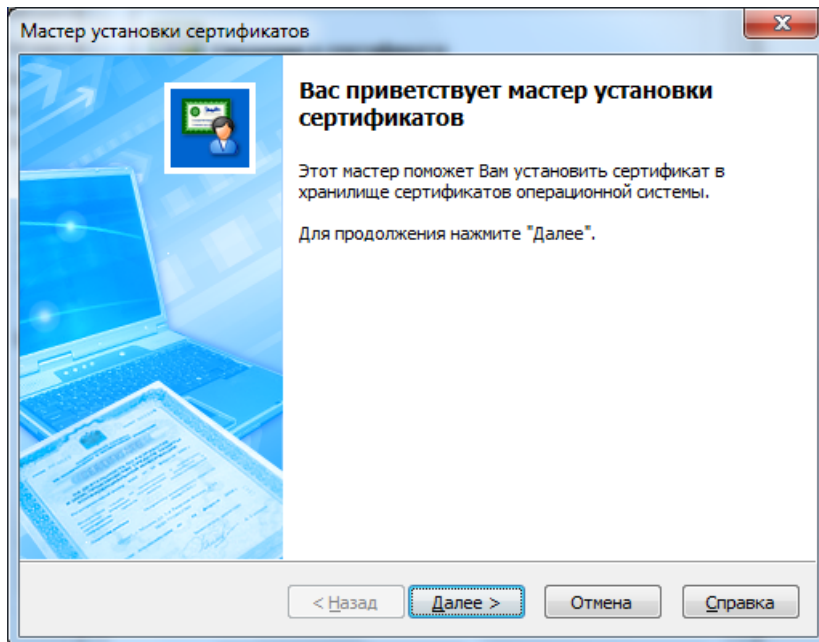 Мастер установки сертификатов
Вас приветствует мастер установки
сертификатов
Этот мастер поможет Вам установить сертификат в
хранилище сертификатов операционной системы.
Для продолжения нажмите "Далее".
< Назад
Далее >
Отмена
Справка